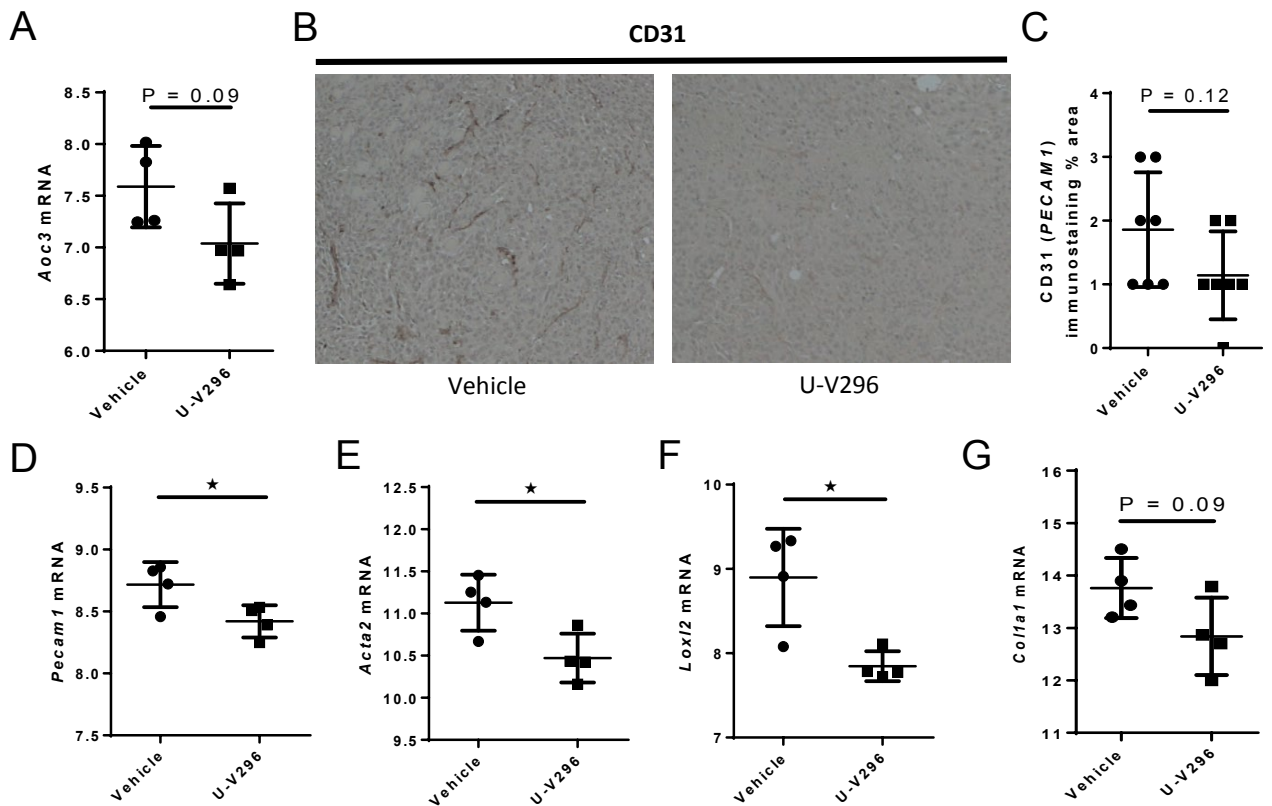 A
B
C
CD31
P = 0.09
8.5
8.0
7.5
7.0
6.5
6.0
Aoc3 mRNA
Vehicle
U-V296
Vehicle
U-V296
P = 0.12
4
3
2
1
0
CD31 (PECAM1)
immunostaining % area
Vehicle
U-V296
D
E
F
G
★
9.5
9.0
8.5
8.0
7.5
Pecam1 mRNA
Vehicle
U-V296
★
12.5
12.0
11.5
11.0
10.5
10.0
9.5
Acta2 mRNA
Vehicle
U-V296
★
10
9
8
7
Loxl2 mRNA
Vehicle
U-V296
P = 0.09
16
15
14
13
12
11
Col1a1 mRNA
Vehicle
U-V296